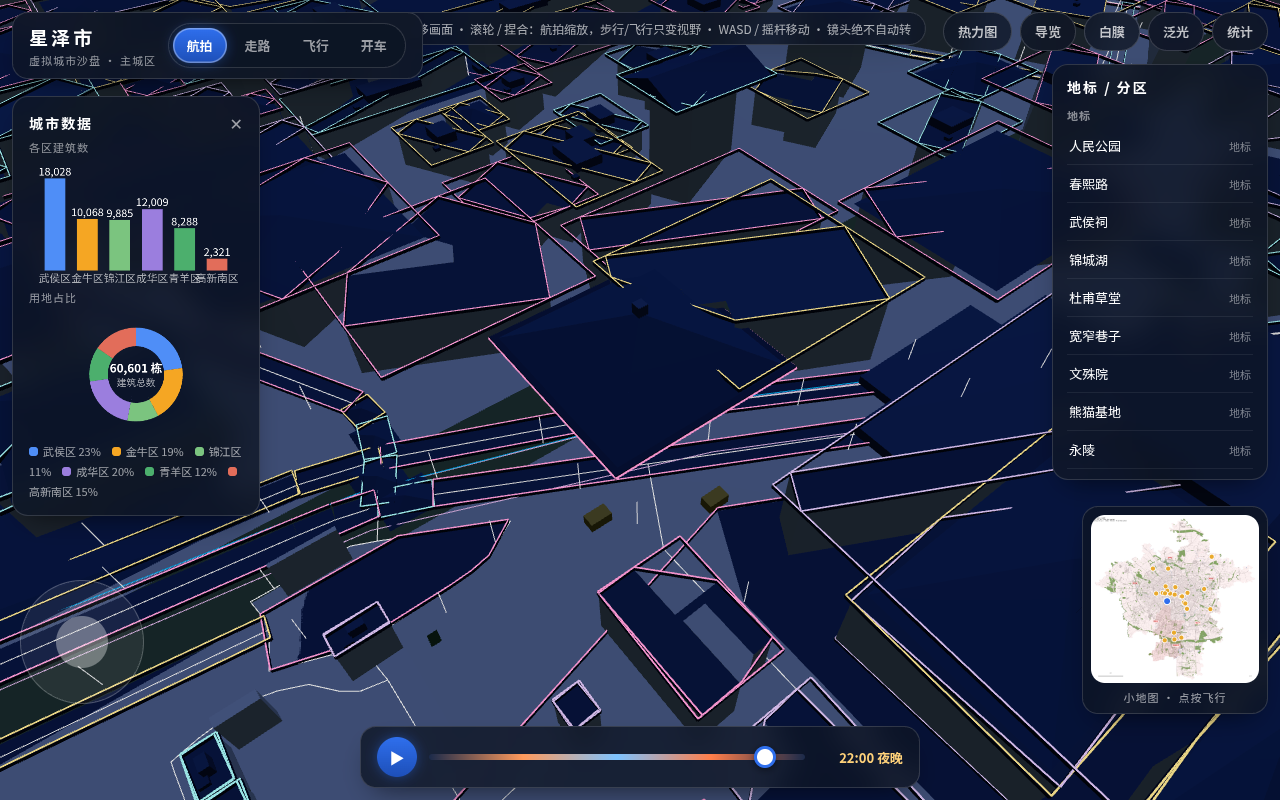 星泽市
虚拟城市沙盘 · 主城区
航拍 走路 飞行 开车
画面 · 滚轮 / 捏合：航拍缩放，步行/飞行只变视野 · WASD / 摇杆移动 · 镜头绝不自动转
热力图 导览 白膜 泛光 统计
城市数据
×
各区建筑数
18,028 10,068 9,885 12,009 8,288 2,321
武侯区 金牛区 锦江区 成华区 青羊区 高新南区
用地占比
60,601 栋
建筑总数
武侯区 23% 金牛区 19% 锦江区
11% 成华区 20% 青羊区 12%
高新南区 15%
地标 / 分区
地标
人民公园 地标
春熙路 地标
武侯祠 地标
锦城湖 地标
杜甫草堂 地标
宽窄巷子 地标
文殊院 地标
熊猫基地 地标
永陵 地标
小地图 · 点按飞行
22:00 夜晚